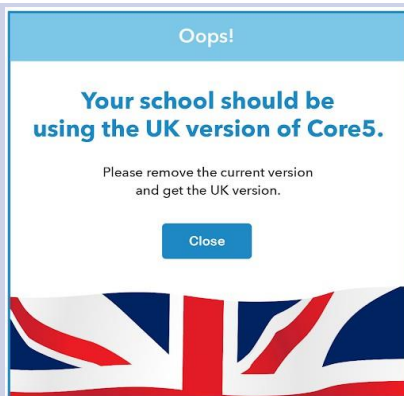 Oops!
Your school should be
using the UK version of Core5.
Please remove the current version
and get the UK version.
Close